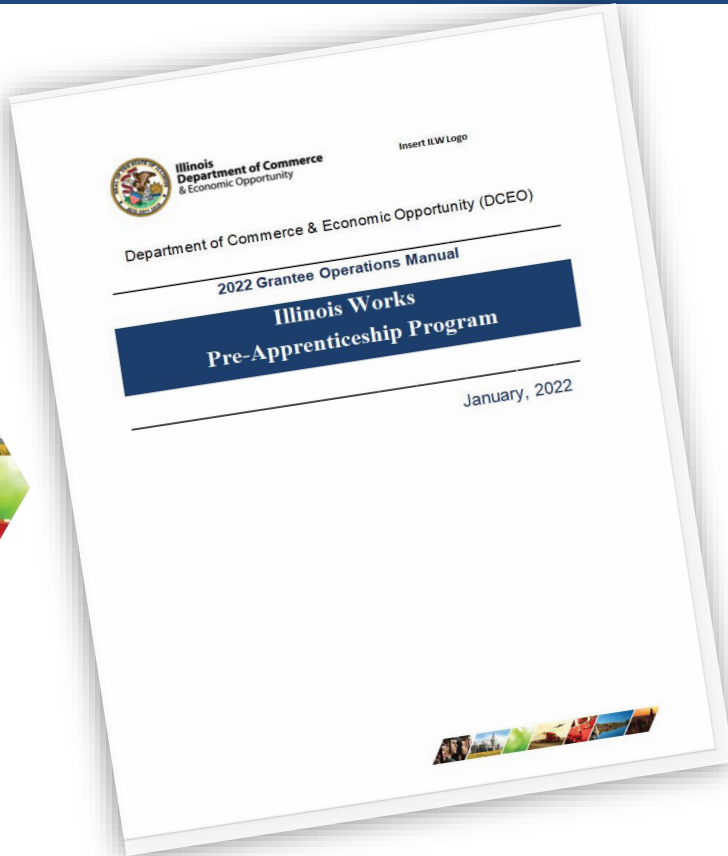 Illinois
Department of Commerce
& Economic Opportunity
Insert ILW Logo
Department of Commerce & Economic Opportunity (DCEO)
2022 Grantee Operations Manual
Illinois Works
Pre-Apprenticeship Program
January, 2022